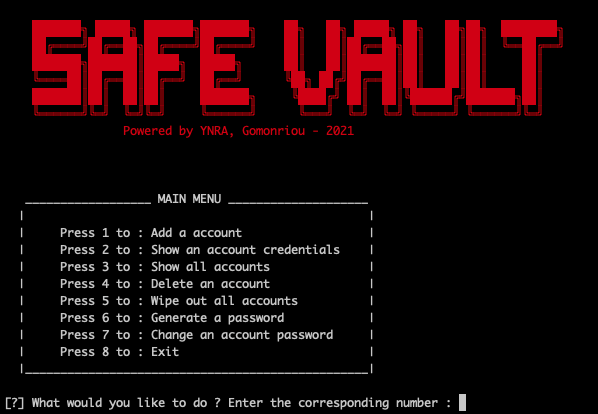 SAFE VAULT
Powered by YNRA, Gomonriou - 2021
MAIN MENU
Press 1 to : Add a account
Press 2 to : Show an account credentials
Press 3 to : Show all accounts
Press 4 to : Delete an account
Press 5 to : Wipe out all accounts
Press 6 to : Generate a password
Press 7 to : Change an account password
Press 8 to : Exit
[?] What would you like to do ? Enter the corresponding number :